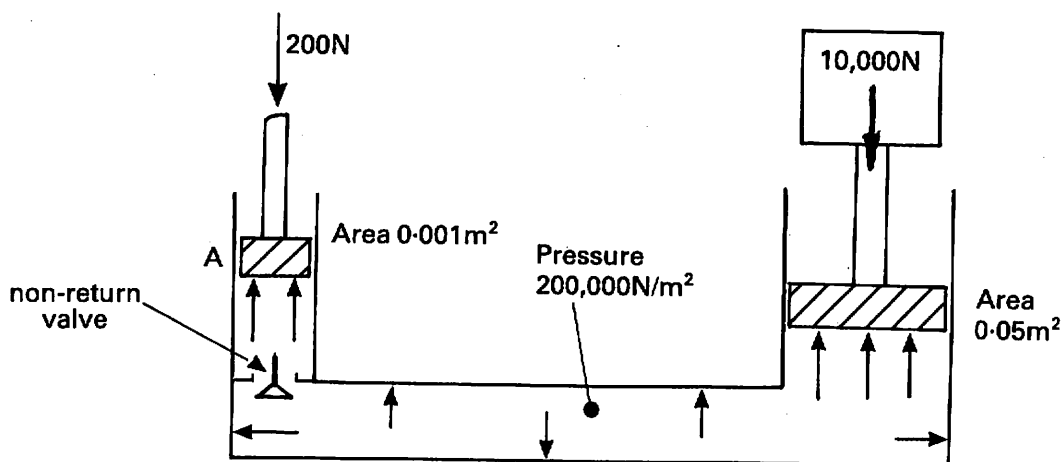 200N
10,000N
Area 0·001m²
A
Pressure
200,000N/m²
non-return
valve
Area
0·05m²